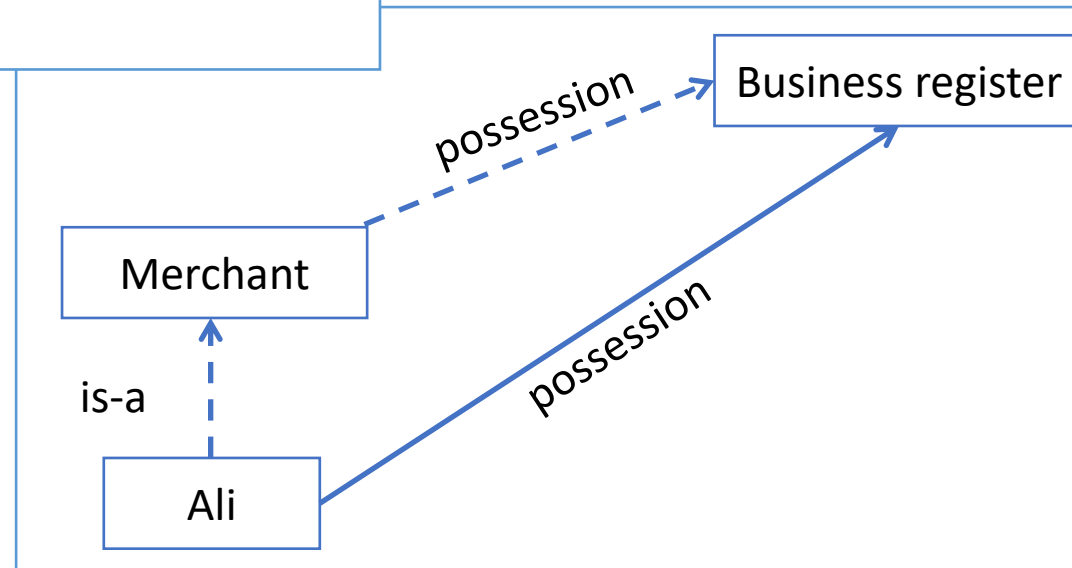 Business register
possession
Merchant
possession
is-a
Ali